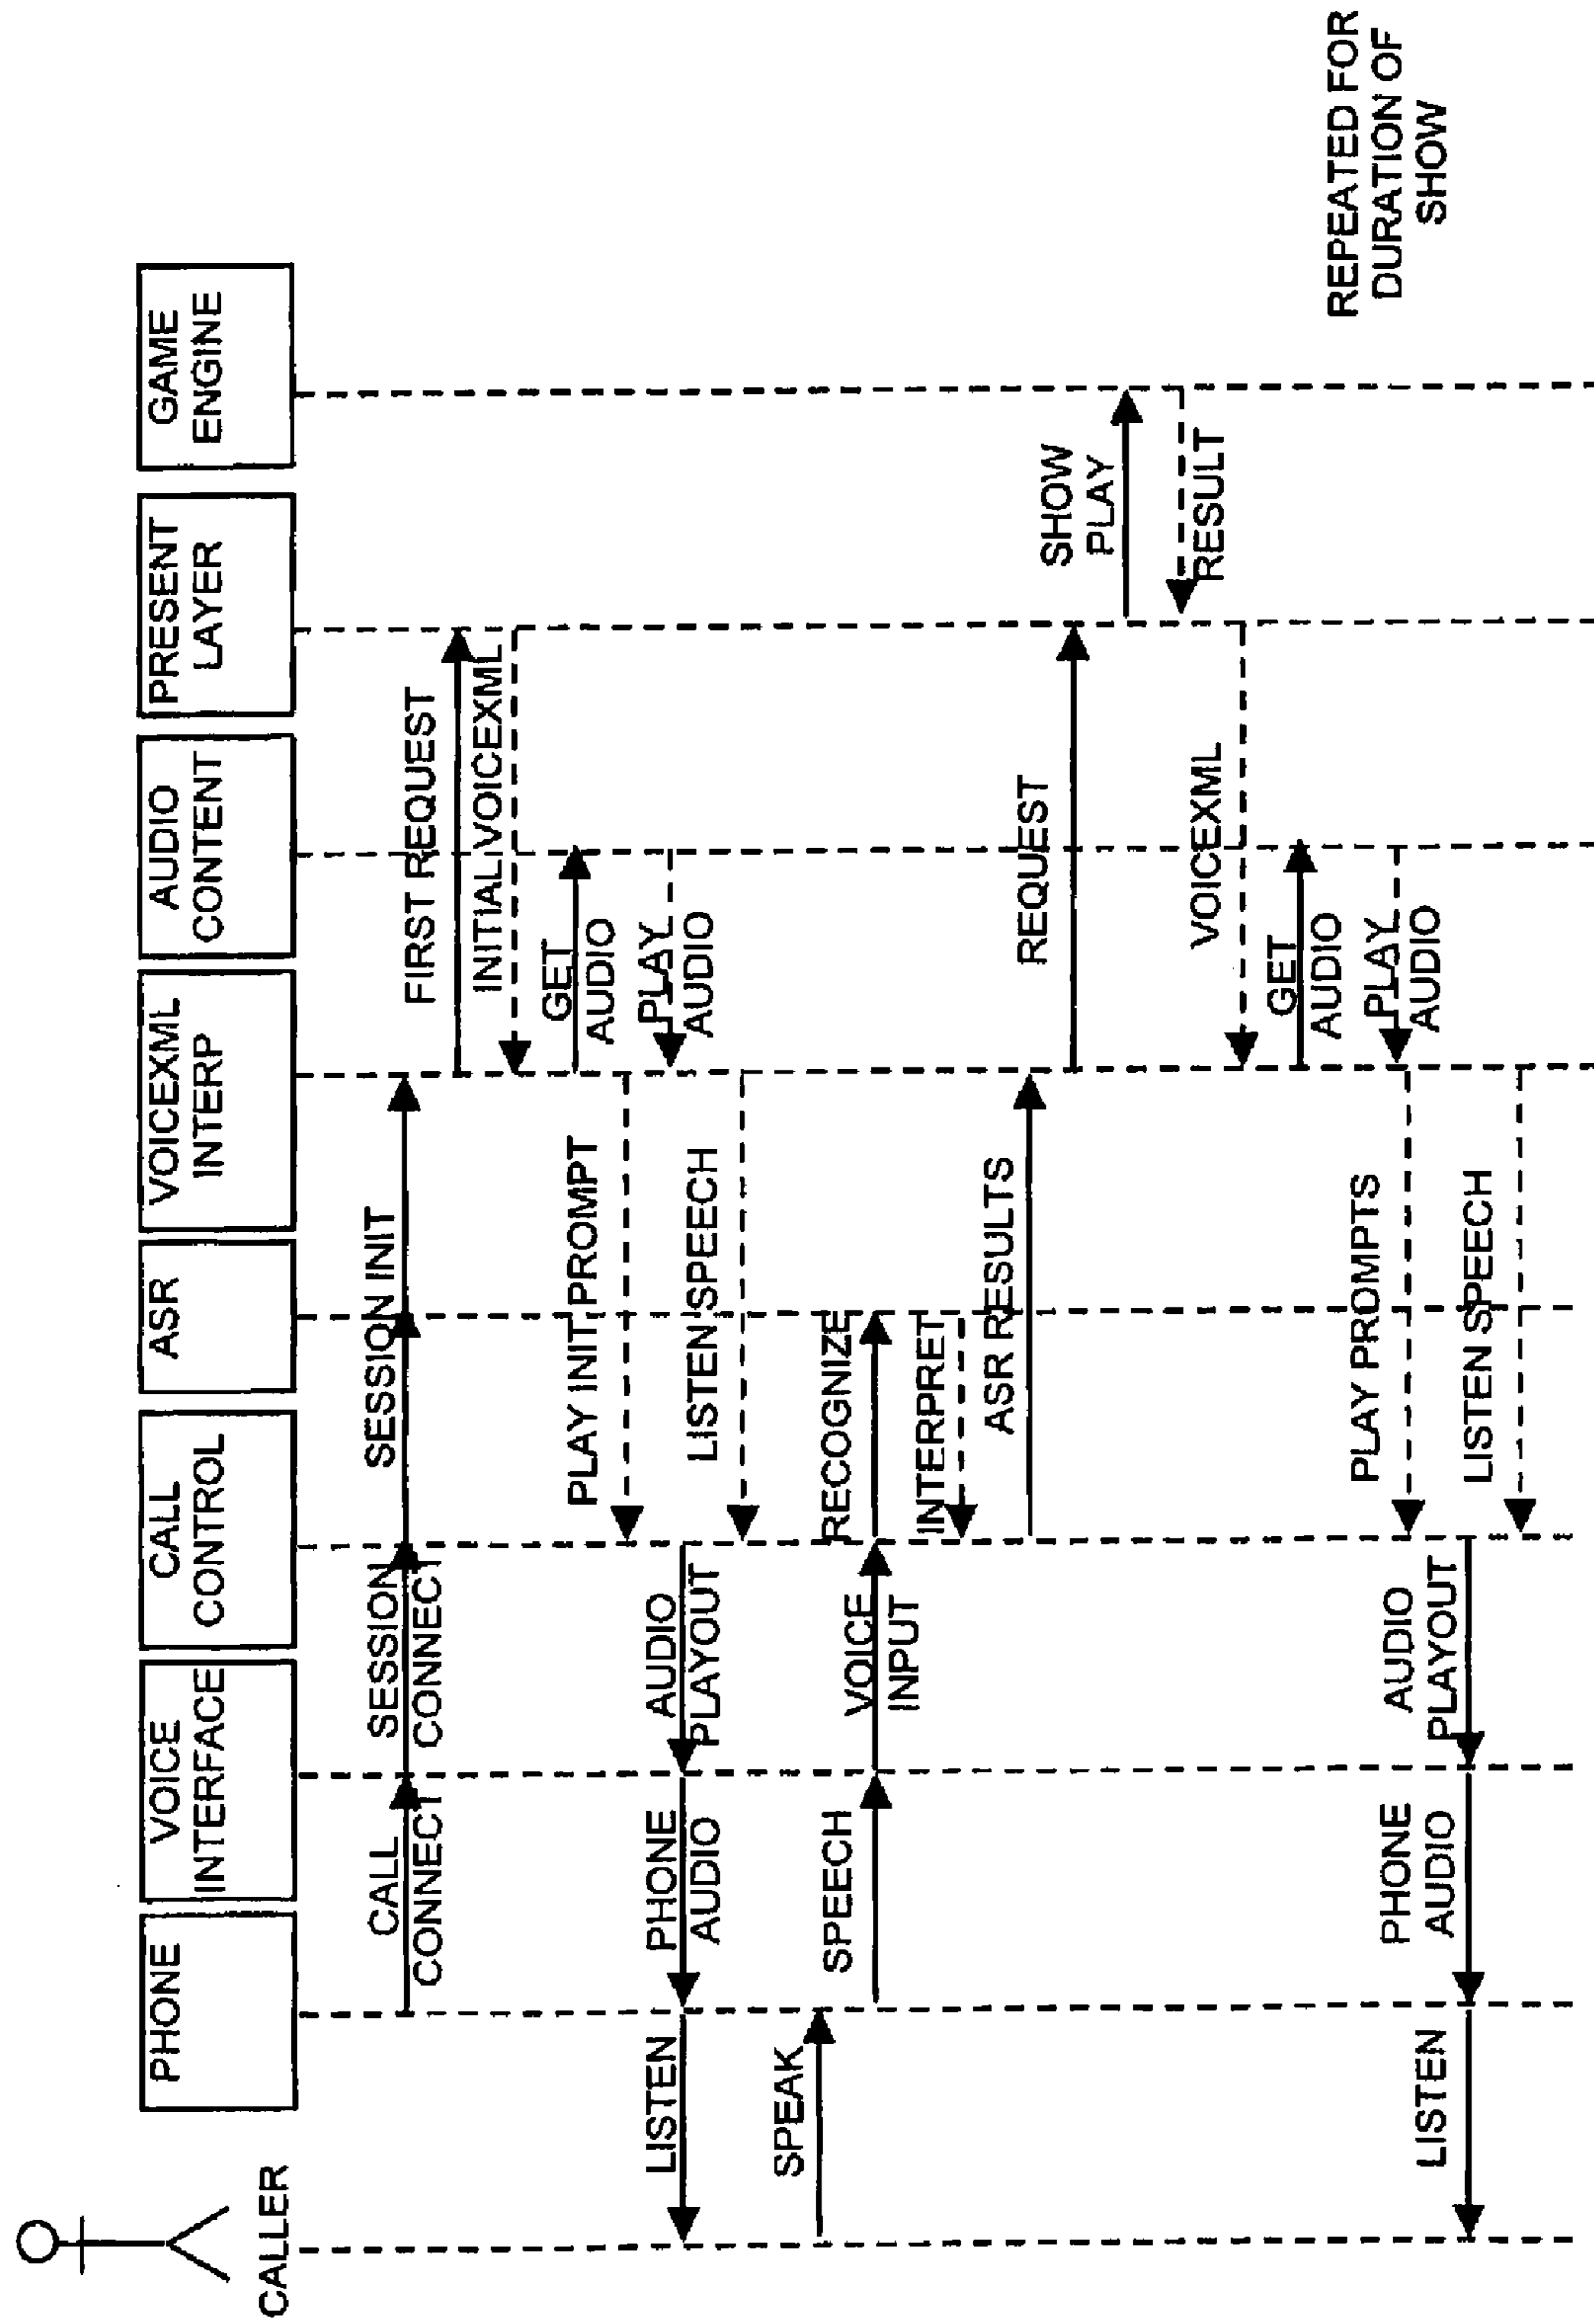 CALLER
PHONE
VOICE
INTERFACE
CALL
CONTROL
ASR
VOICEXML
INTERP
AUDIO
CONTENT
PRESENT
LAYER
GAME
ENGINE
CALL
CONNECT
SESSION
CONNECT
SESSION INIT
FIRST REQUEST
INITIAL VOICEXML
GET
AUDIO
PLAY INIT PROMPT
PLAY
AUDIO
AUDIO
PLAYOUT
PHONE
AUDIO
LISTEN
LISTEN SPEECH
SPEAK
SPEECH
VOICE
INPUT
RECOGNIZE
INTERPRET
ASR RESULTS
REQUEST
SHOW
PLAY
RESULT
VOICEXML
GET
AUDIO
PLAY
AUDIO
PLAY PROMPTS
AUDIO
PLAYOUT
PHONE
AUDIO
LISTEN
LISTEN SPEECH
REPEATED FOR
DURATION OF
SHOW